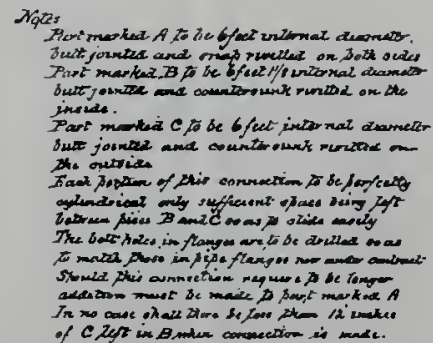 Notes
Part marked A to be 6 feet internal diameter.
butt jointed and snap rivetted on both sides
Part marked B to be 6 feet 1/8 internal diameter
butt jointed and countersunk rivetted on the
inside.
Part marked C to be 6 feet internal diameter
butt jointed and countersunk rivetted on
the outside
Each portion of this connection to be perfectly
cylindrical only sufficient space being left
between pieces B and C so as to slide easily
The bolt holes in flanges are to be drilled so as
to match those in pipe flanges now under contract
Should this connection require to be longer
addition must be made to part marked A
In no case shall there be less than 12 inches
of C left in B when connection is made.